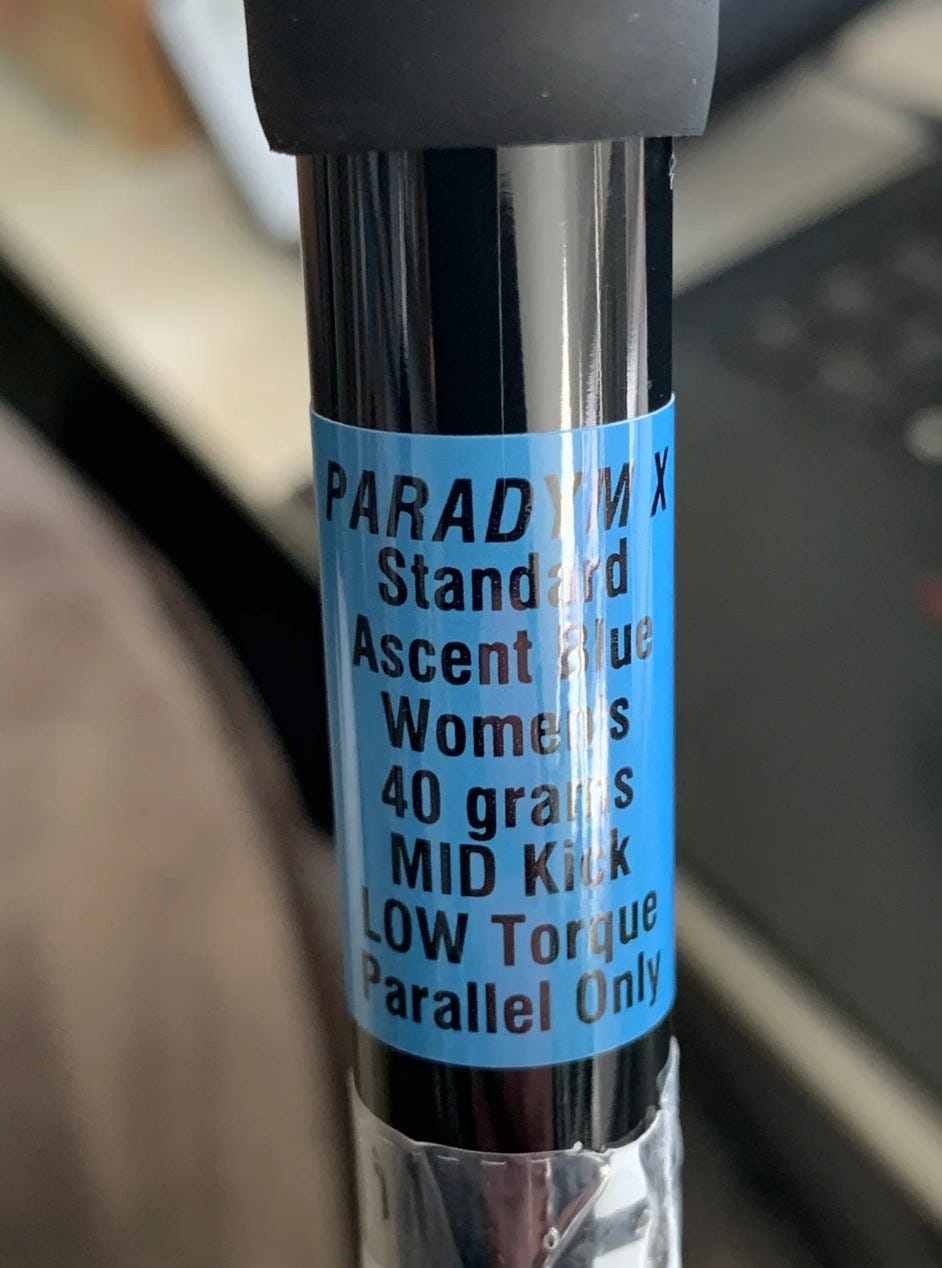 PARADYM X
Standard
Ascent Blue
Women's
40 grams
MID Kick
LOW Torque
Parallel Only